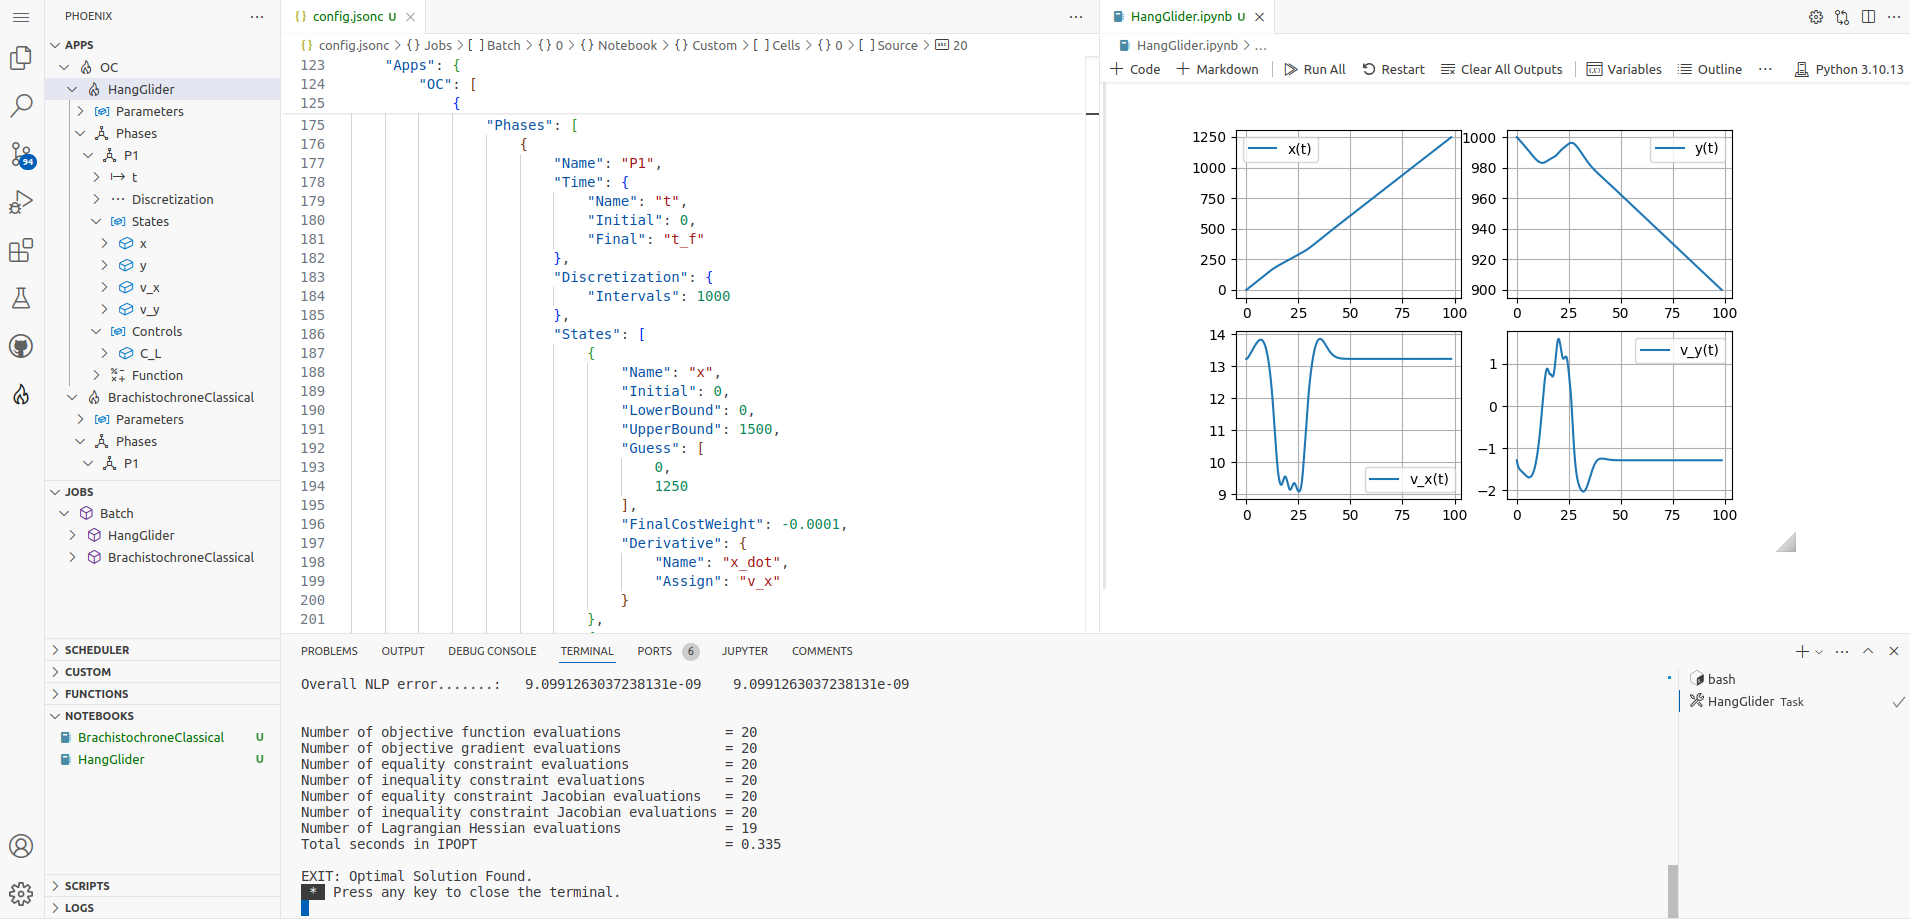 PHOENIX
APPS
OC
HangGlider
Parameters
Phases
P1
t
Discretization
States
x
y
v_x
v_y
Controls
C_L
Function
BrachistochroneClassical
Parameters
Phases
P1
94
JOBS
Batch
HangGlider
BrachistochroneClassical
SCHEDULER
CUSTOM
FUNCTIONS
NOTEBOOKS
BrachistochroneClassical U
HangGlider U
SCRIPTS
LOGS
{} config.jsonc U
{} config.jsonc > {} Jobs > [ ] Batch > {} 0 > {} Notebook > {} Custom > [ ] Cells > {} 0 > [ ] Source > abc 20
123 "Apps": {
124 "OC": [
125 {
175 "Phases": [
176 {
177 "Name": "P1",
178 "Time": {
179 "Name": "t",
180 "Initial": 0,
181 "Final": "t_f"
182 },
183 "Discretization": {
184 "Intervals": 1000
185 },
186 "States": [
187 {
188 "Name": "x",
189 "Initial": 0,
190 "LowerBound": 0,
191 "UpperBound": 1500,
192 "Guess": [
193 0,
194 1250
195 ],
196 "FinalCostWeight": -0.0001,
197 "Derivative": {
198 "Name": "x_dot",
199 "Assign": "v_x"
200 }
201 },
HangGlider.ipynb U
HangGlider.ipynb > ...
+ Code + Markdown Run All Restart Clear All Outputs Variables Outline ... Python 3.10.13
1250
1000
750
500
250
0
x(t)
0 25 50 75 100
1000
980
960
940
920
900
y(t)
0 25 50 75 100
14
13
12
11
10
9
v_x(t)
0 25 50 75 100
1
0
−1
−2
v_y(t)
0 25 50 75 100
PROBLEMS OUTPUT DEBUG CONSOLE TERMINAL PORTS 6 JUPYTER COMMENTS
Overall NLP error.......: 9.0991263037238131e-09 9.0991263037238131e-09
Number of objective function evaluations = 20
Number of objective gradient evaluations = 20
Number of equality constraint evaluations = 20
Number of inequality constraint evaluations = 20
Number of equality constraint Jacobian evaluations = 20
Number of inequality constraint Jacobian evaluations = 20
Number of Lagrangian Hessian evaluations = 19
Total seconds in IPOPT = 0.335
EXIT: Optimal Solution Found.
* Press any key to close the terminal.
bash
HangGlider Task